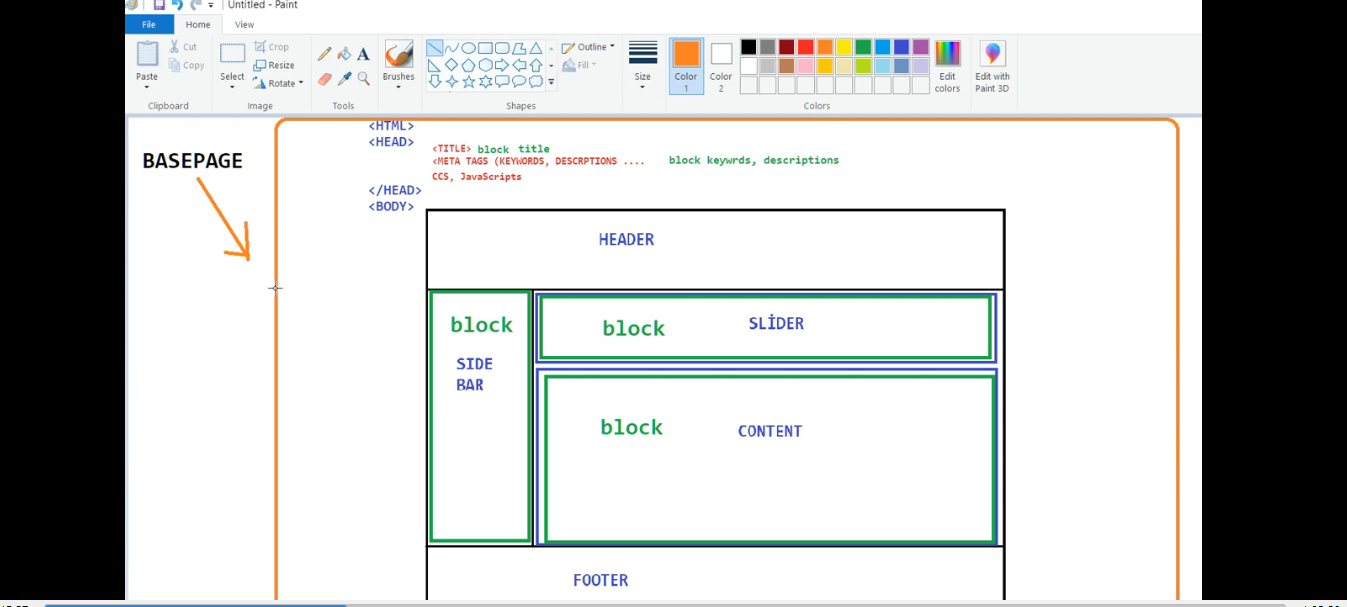 Untitled - Paint
File Home View
Paste
Cut
Copy
Clipboard
Select
Crop
Resize
Rotate
Image
Tools
Brushes
Outline
Fill
Shapes
Size
Color 1
Color 2
Edit colors
Edit with Paint 3D
Colors
BASEPAGE
<HTML>
<HEAD>
<TITLE> block title
<META TAGS (KEYWORDS, DESCRPTIONS .... block keywrds, descriptions
CCS, JavaScripts
</HEAD>
<BODY>
HEADER
block
SIDE
BAR
block SLİDER
block CONTENT
FOOTER